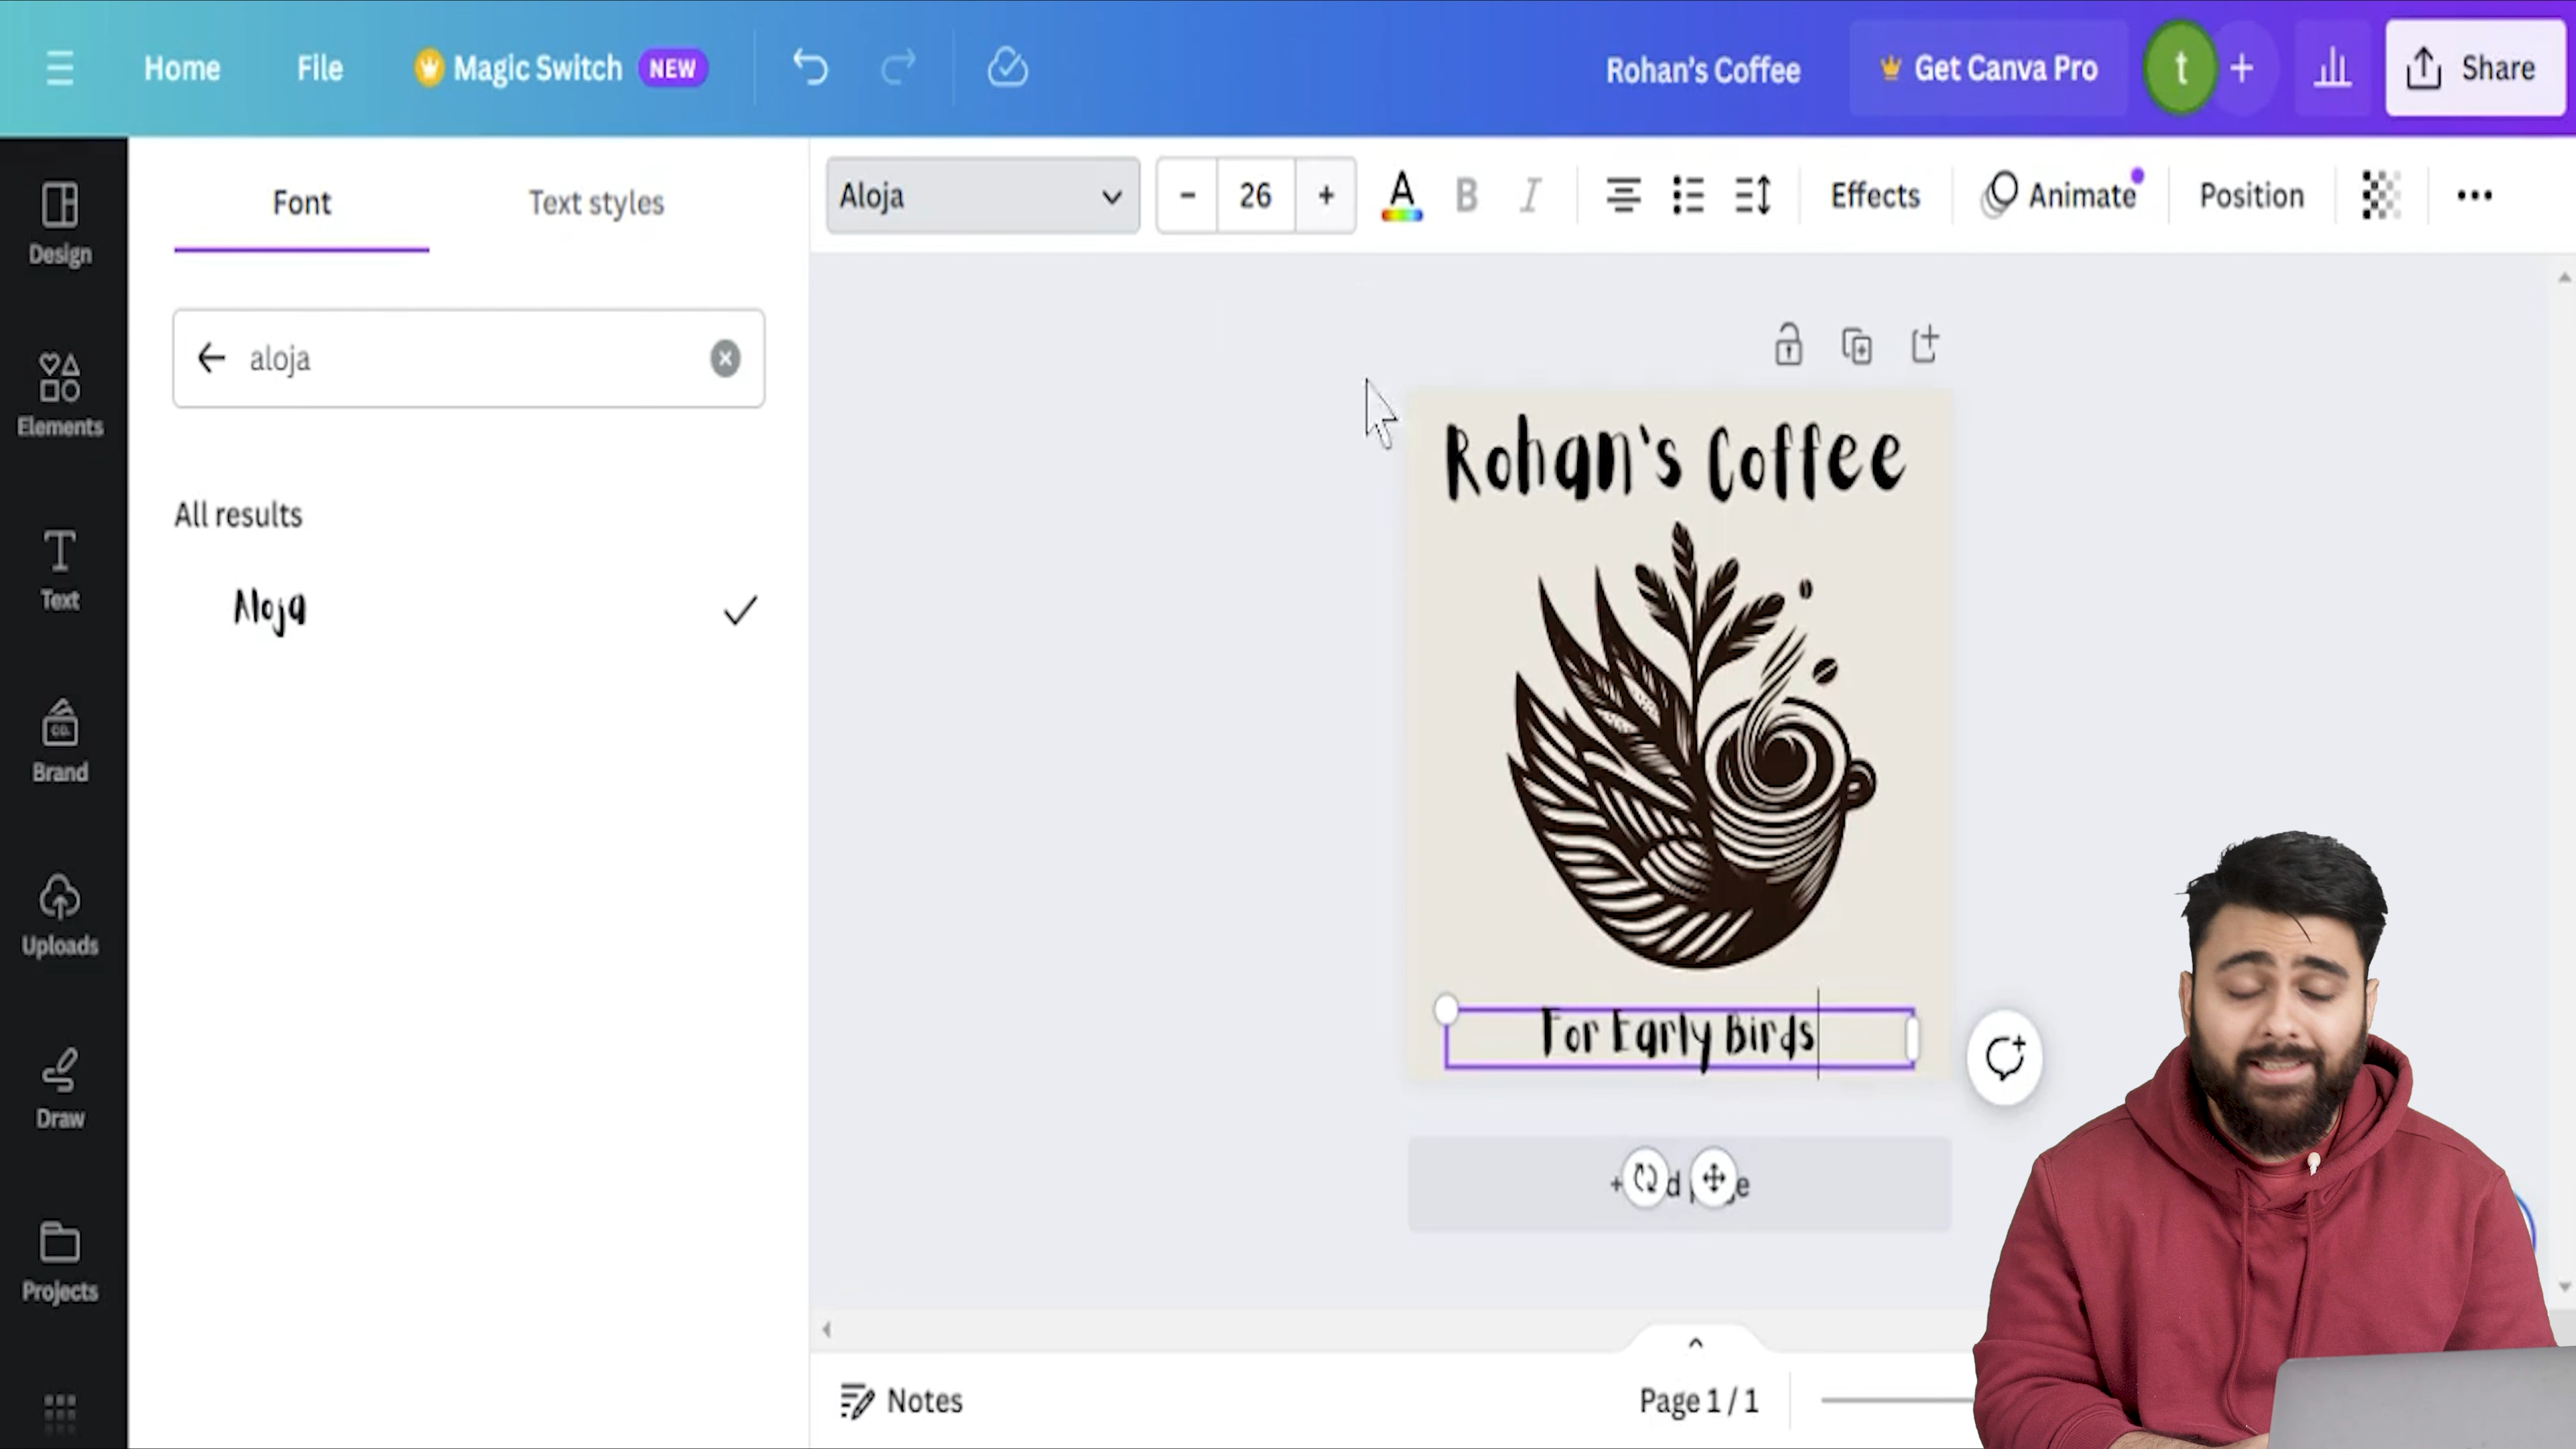 Home File Magic Switch NEW Rohan's Coffee Get Canva Pro t + Share
Font Text styles
Aloja - 26 + A B I Effects Animate Position
Design
aloja
Elements
All results
Aloja
Text
Brand
CO.
Uploads
Draw
Projects
Rohan's Coffee
For Early Birds
Notes
Page 1 / 1